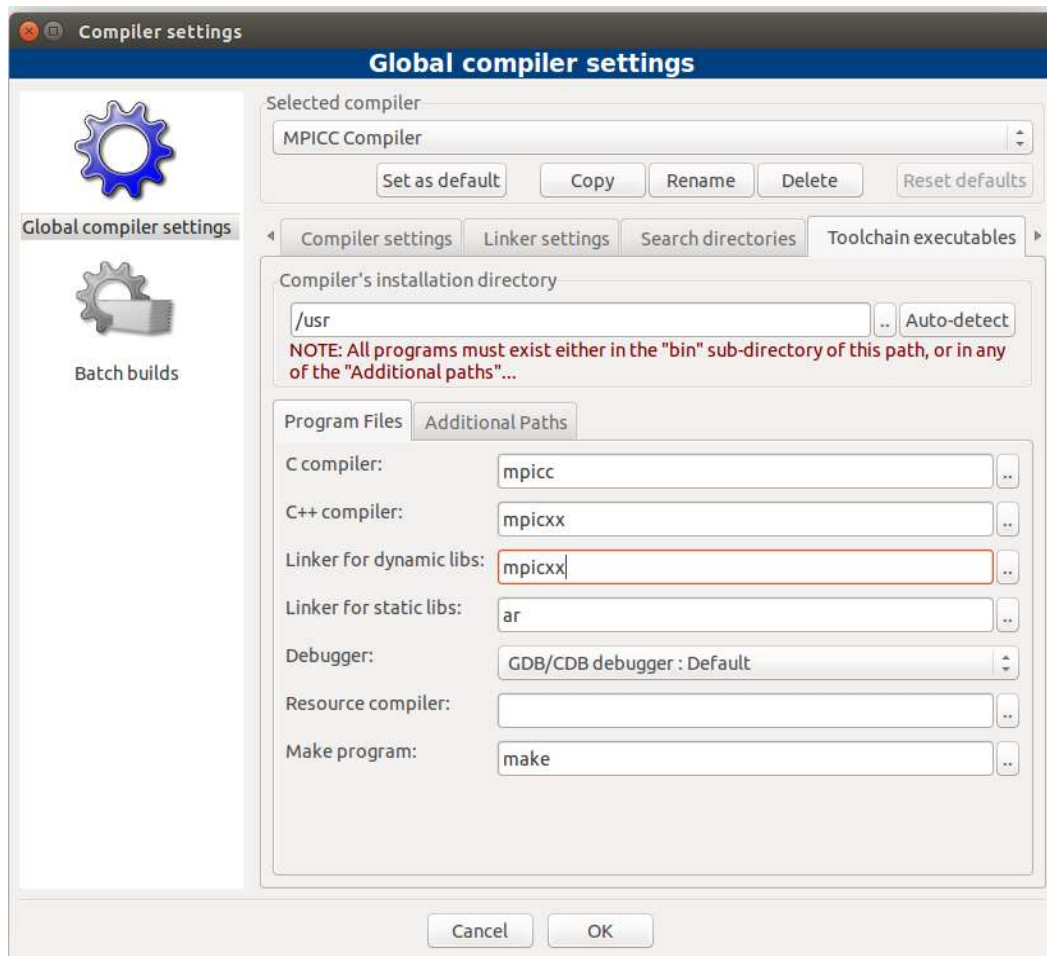 Compiler settings
Global compiler settings
Global compiler settings
Batch builds
Selected compiler
MPICC Compiler
Set as default Copy Rename Delete Reset defaults
Compiler settings Linker settings Search directories Toolchain executables
Compiler's installation directory
/usr .. Auto-detect
NOTE: All programs must exist either in the "bin" sub-directory of this path, or in any
of the "Additional paths"...
Program Files Additional Paths
C compiler: mpicc ..
C++ compiler: mpicxx ..
Linker for dynamic libs: mpicxx ..
Linker for static libs: ar ..
Debugger: GDB/CDB debugger : Default
Resource compiler: ..
Make program: make ..
Cancel OK